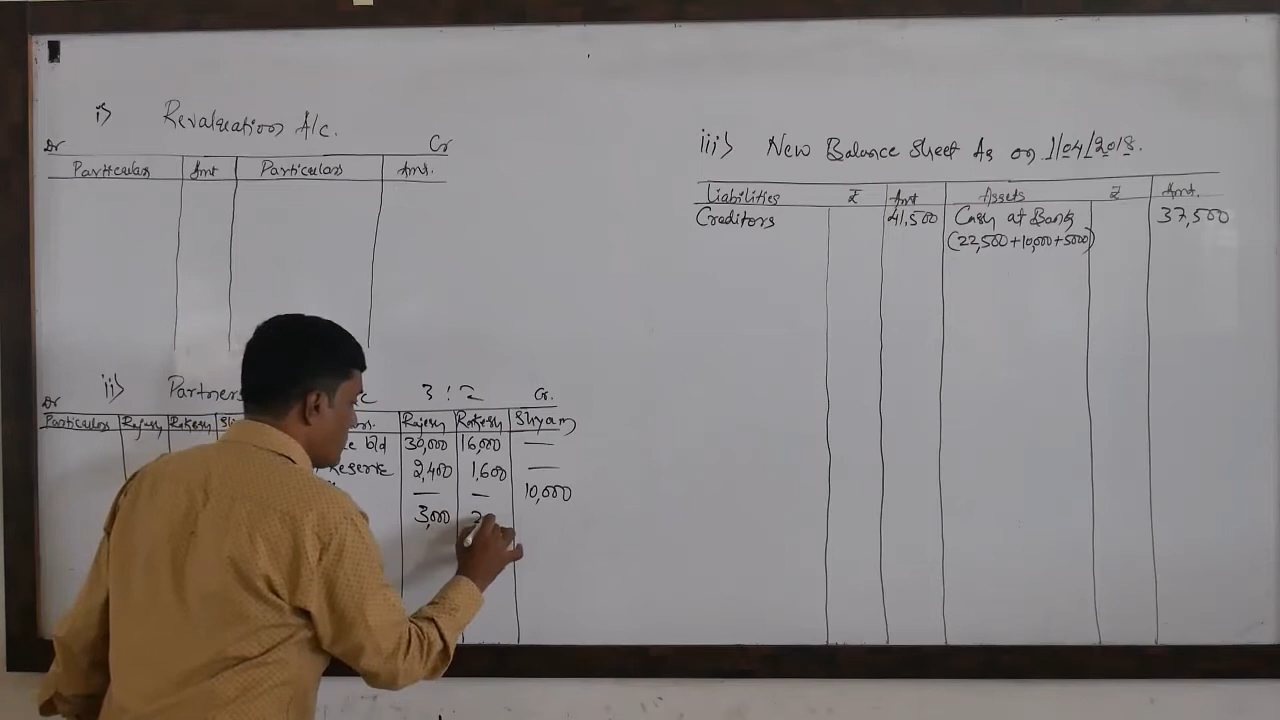 i> Revaluation A/c.
Dr Cr
Particulars Amt Particulars Amt.
ii> Partners 3:2 Cr.
Dr
Particulars Rajesh Rakesh Rajesh Rakesh Shyam
b/d 30,000 16,000 —
Reserve 2,400 1,600 —
— — 10,000
3,000 2
iii> New Balance Sheet As on 1/04/2018.
Liabilities ₹ Amt Assets ₹ Amt.
Creditors 41,500 Cash at Bank 37,500
(22,500+10,000+5000)